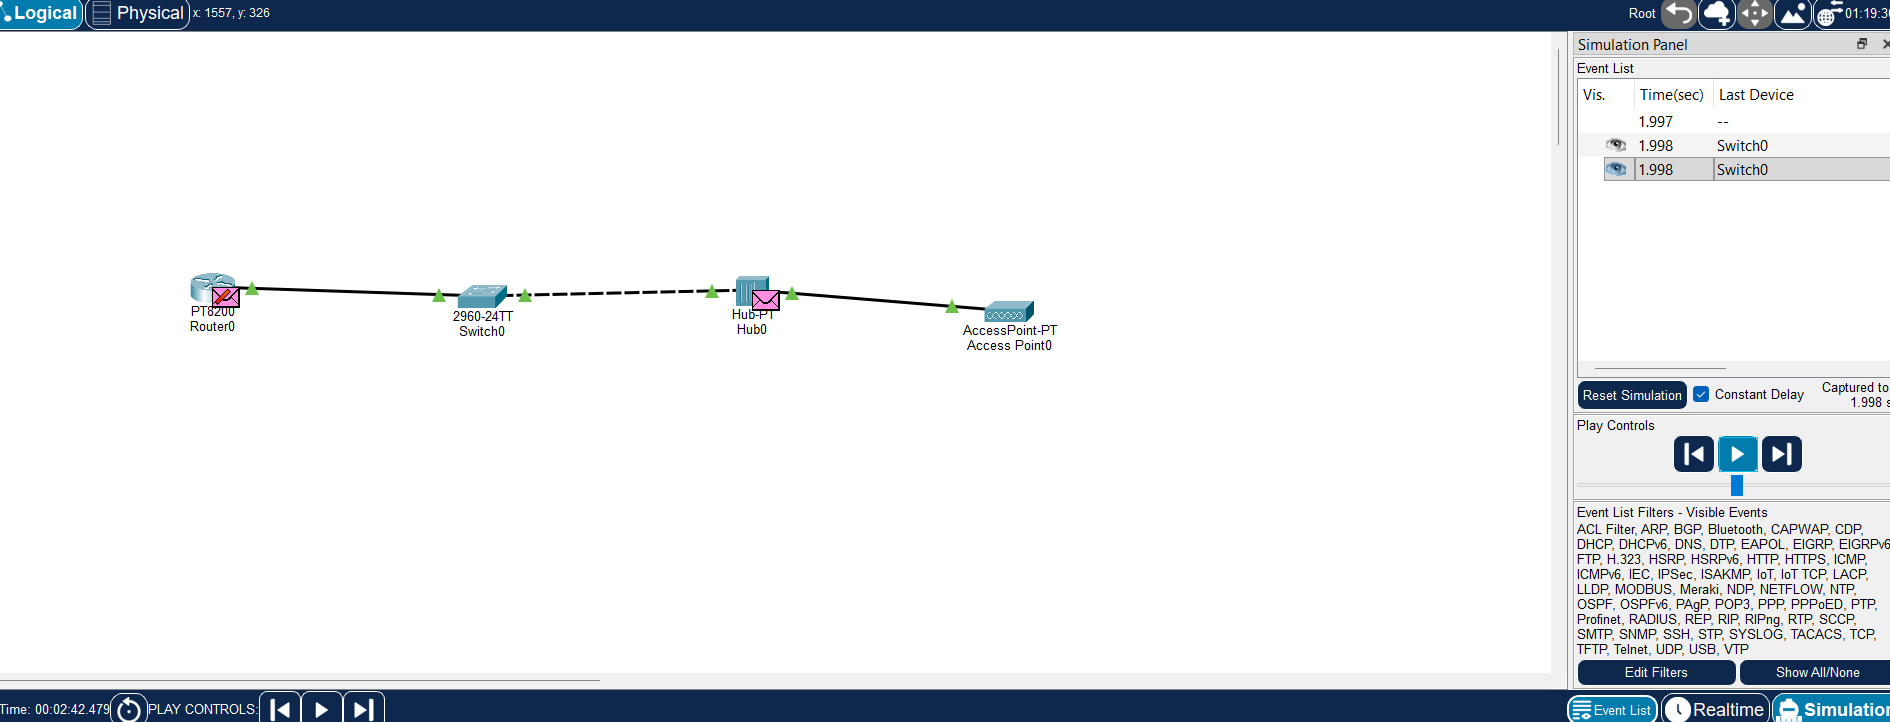 Logical Physical x: 1557, y: 326 Root 01:19:3
Simulation Panel
Event List
Vis. Time(sec) Last Device
1.997 --
1.998 Switch0
1.998 Switch0
PT8200
Router0
2960-24TT
Switch0
Hub-PT
Hub0
AccessPoint-PT
Access Point0
Reset Simulation Constant Delay Captured to
1.998 s
Play Controls
Event List Filters - Visible Events
ACL Filter, ARP, BGP, Bluetooth, CAPWAP, CDP,
DHCP, DHCPv6, DNS, DTP, EAPOL, EIGRP, EIGRPv6
FTP, H.323, HSRP, HSRPv6, HTTP, HTTPS, ICMP,
ICMPv6, IEC, IPSec, ISAKMP, IoT, IoT TCP, LACP,
LLDP, MODBUS, Meraki, NDP, NETFLOW, NTP,
OSPF, OSPFv6, PAgP, POP3, PPP, PPPoED, PTP,
Profinet, RADIUS, REP, RIP, RIPng, RTP, SCCP,
SMTP, SNMP, SSH, STP, SYSLOG, TACACS, TCP,
TFTP, Telnet, UDP, USB, VTP
Edit Filters Show All/None
Time: 00:02:42.479 PLAY CONTROLS: Event List Realtime Simulation